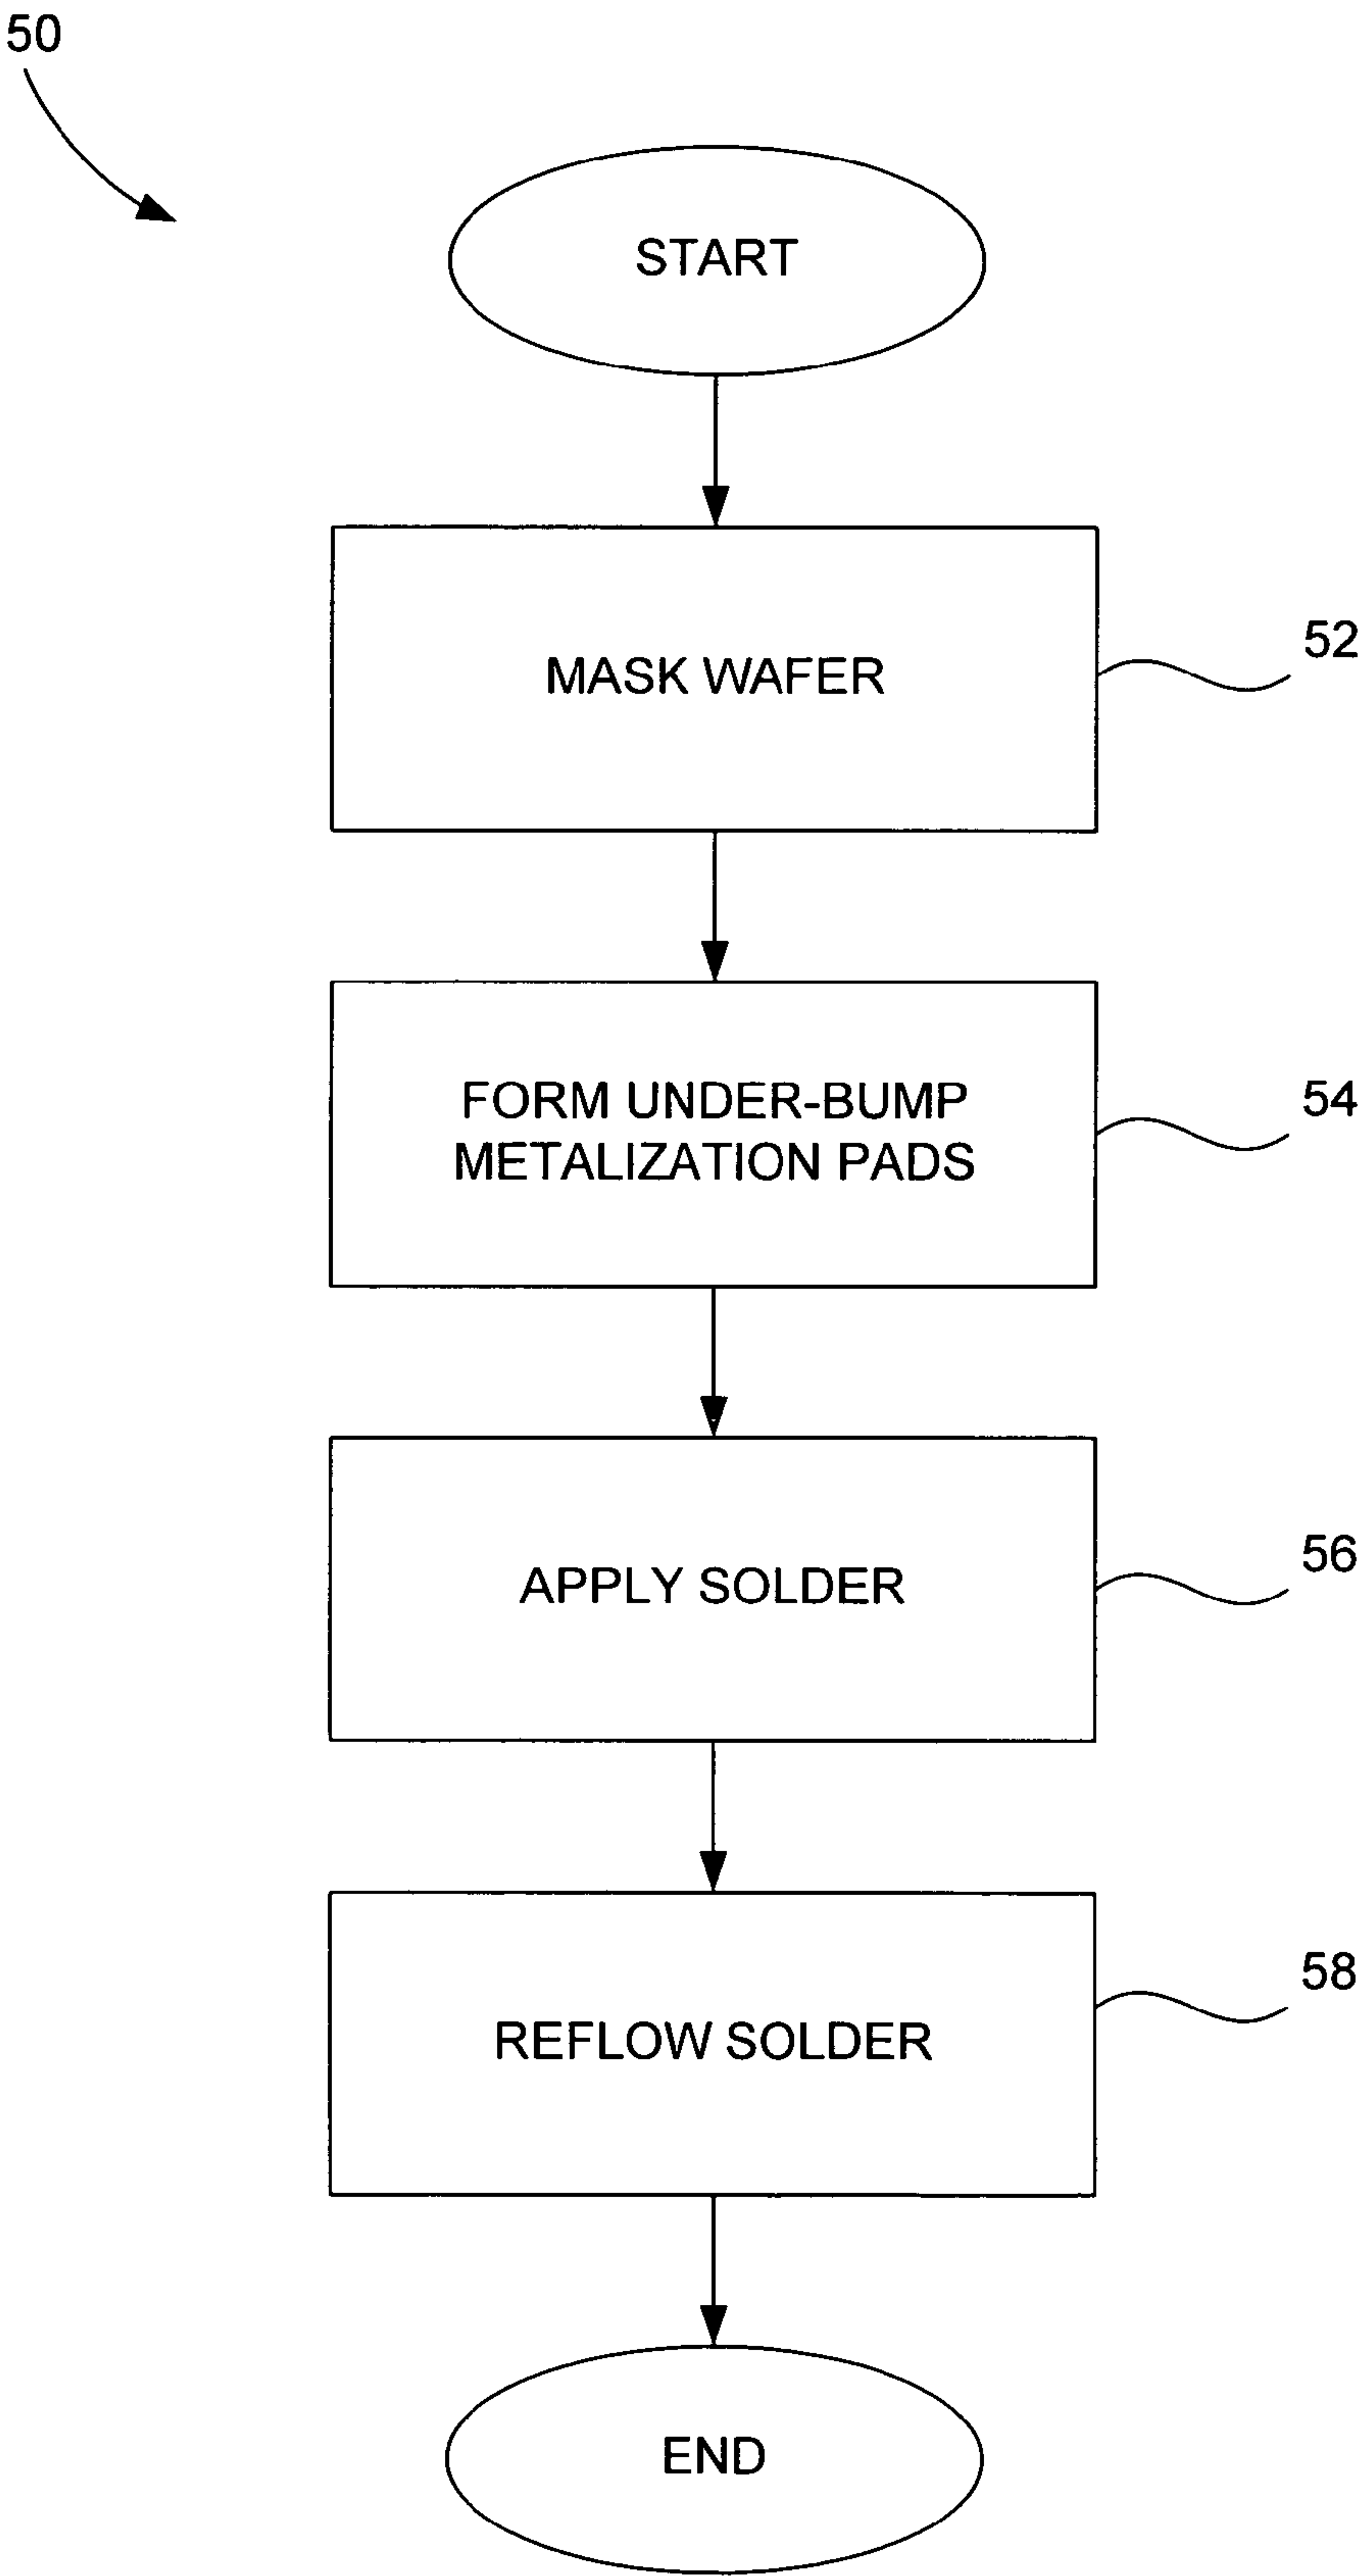 50
START
MASK WAFER
52
FORM UNDER-BUMP
METALIZATION PADS
54
APPLY SOLDER
56
REFLOW SOLDER
58
END